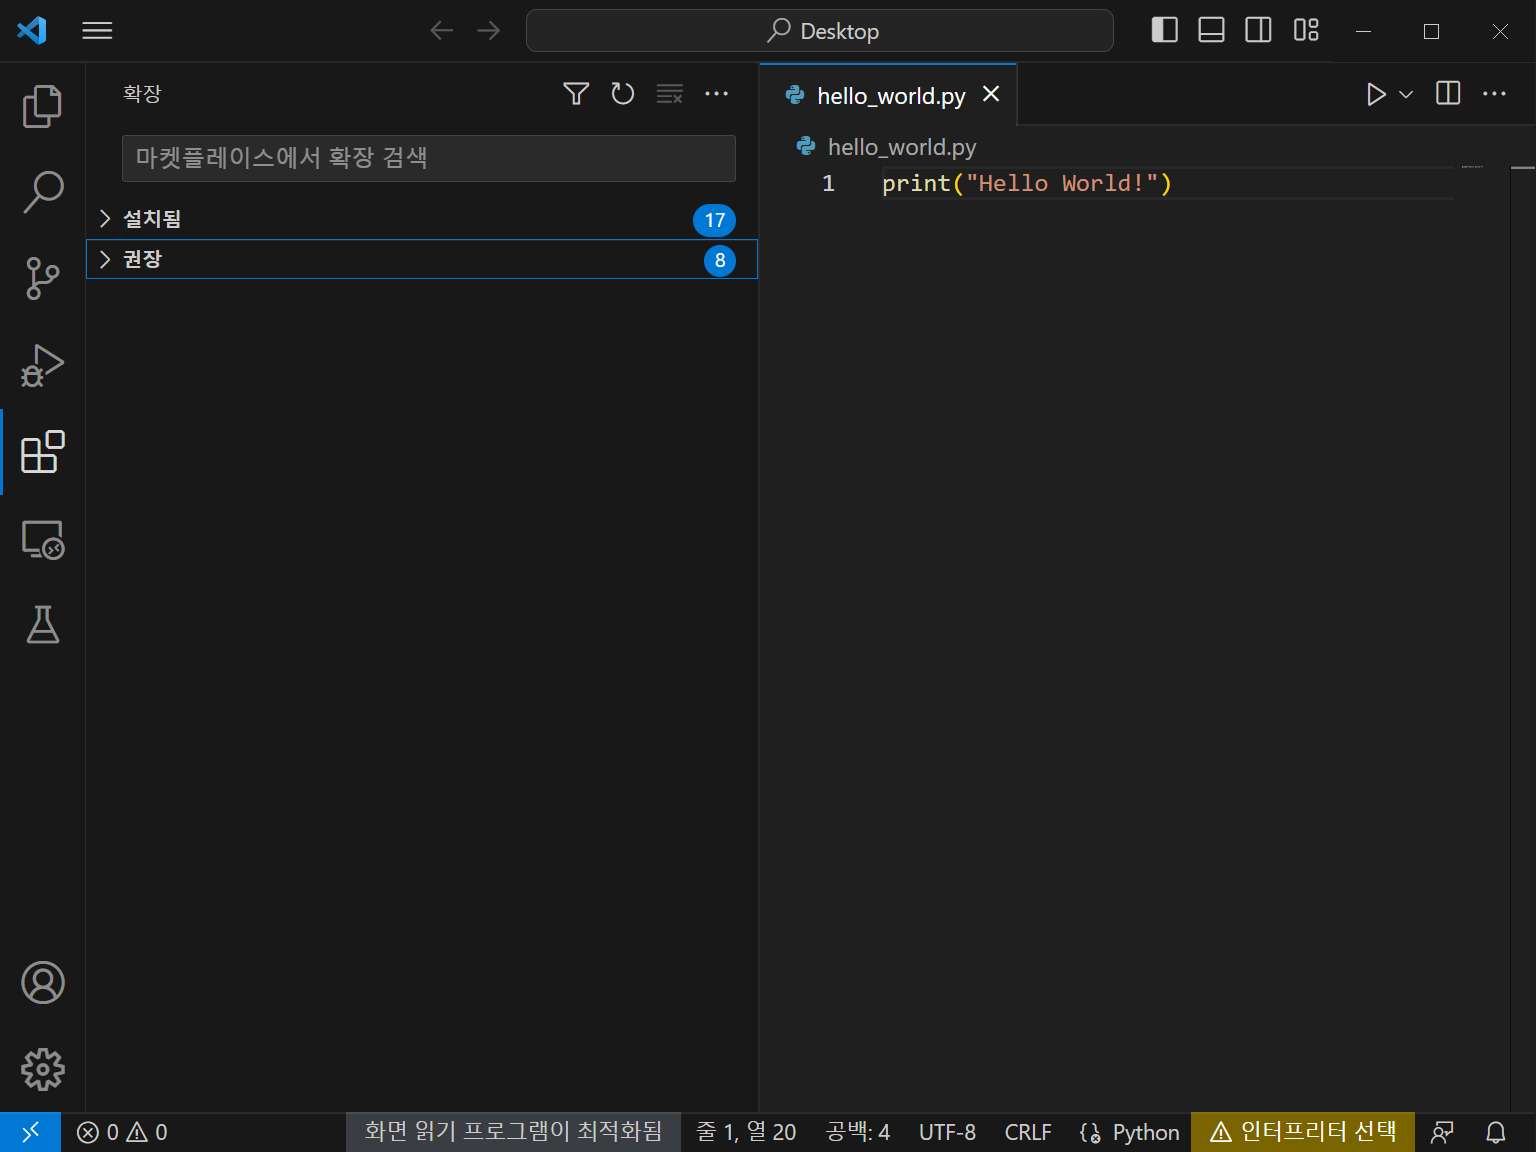 Desktop
확장
마켓플레이스에서 확장 검색
설치됨 17
권장 8
hello_world.py
hello_world.py
1 print("Hello World!")
0 0
화면 읽기 프로그램이 최적화됨
줄 1, 열 20
공백: 4
UTF-8
CRLF
Python
인터프리터 선택